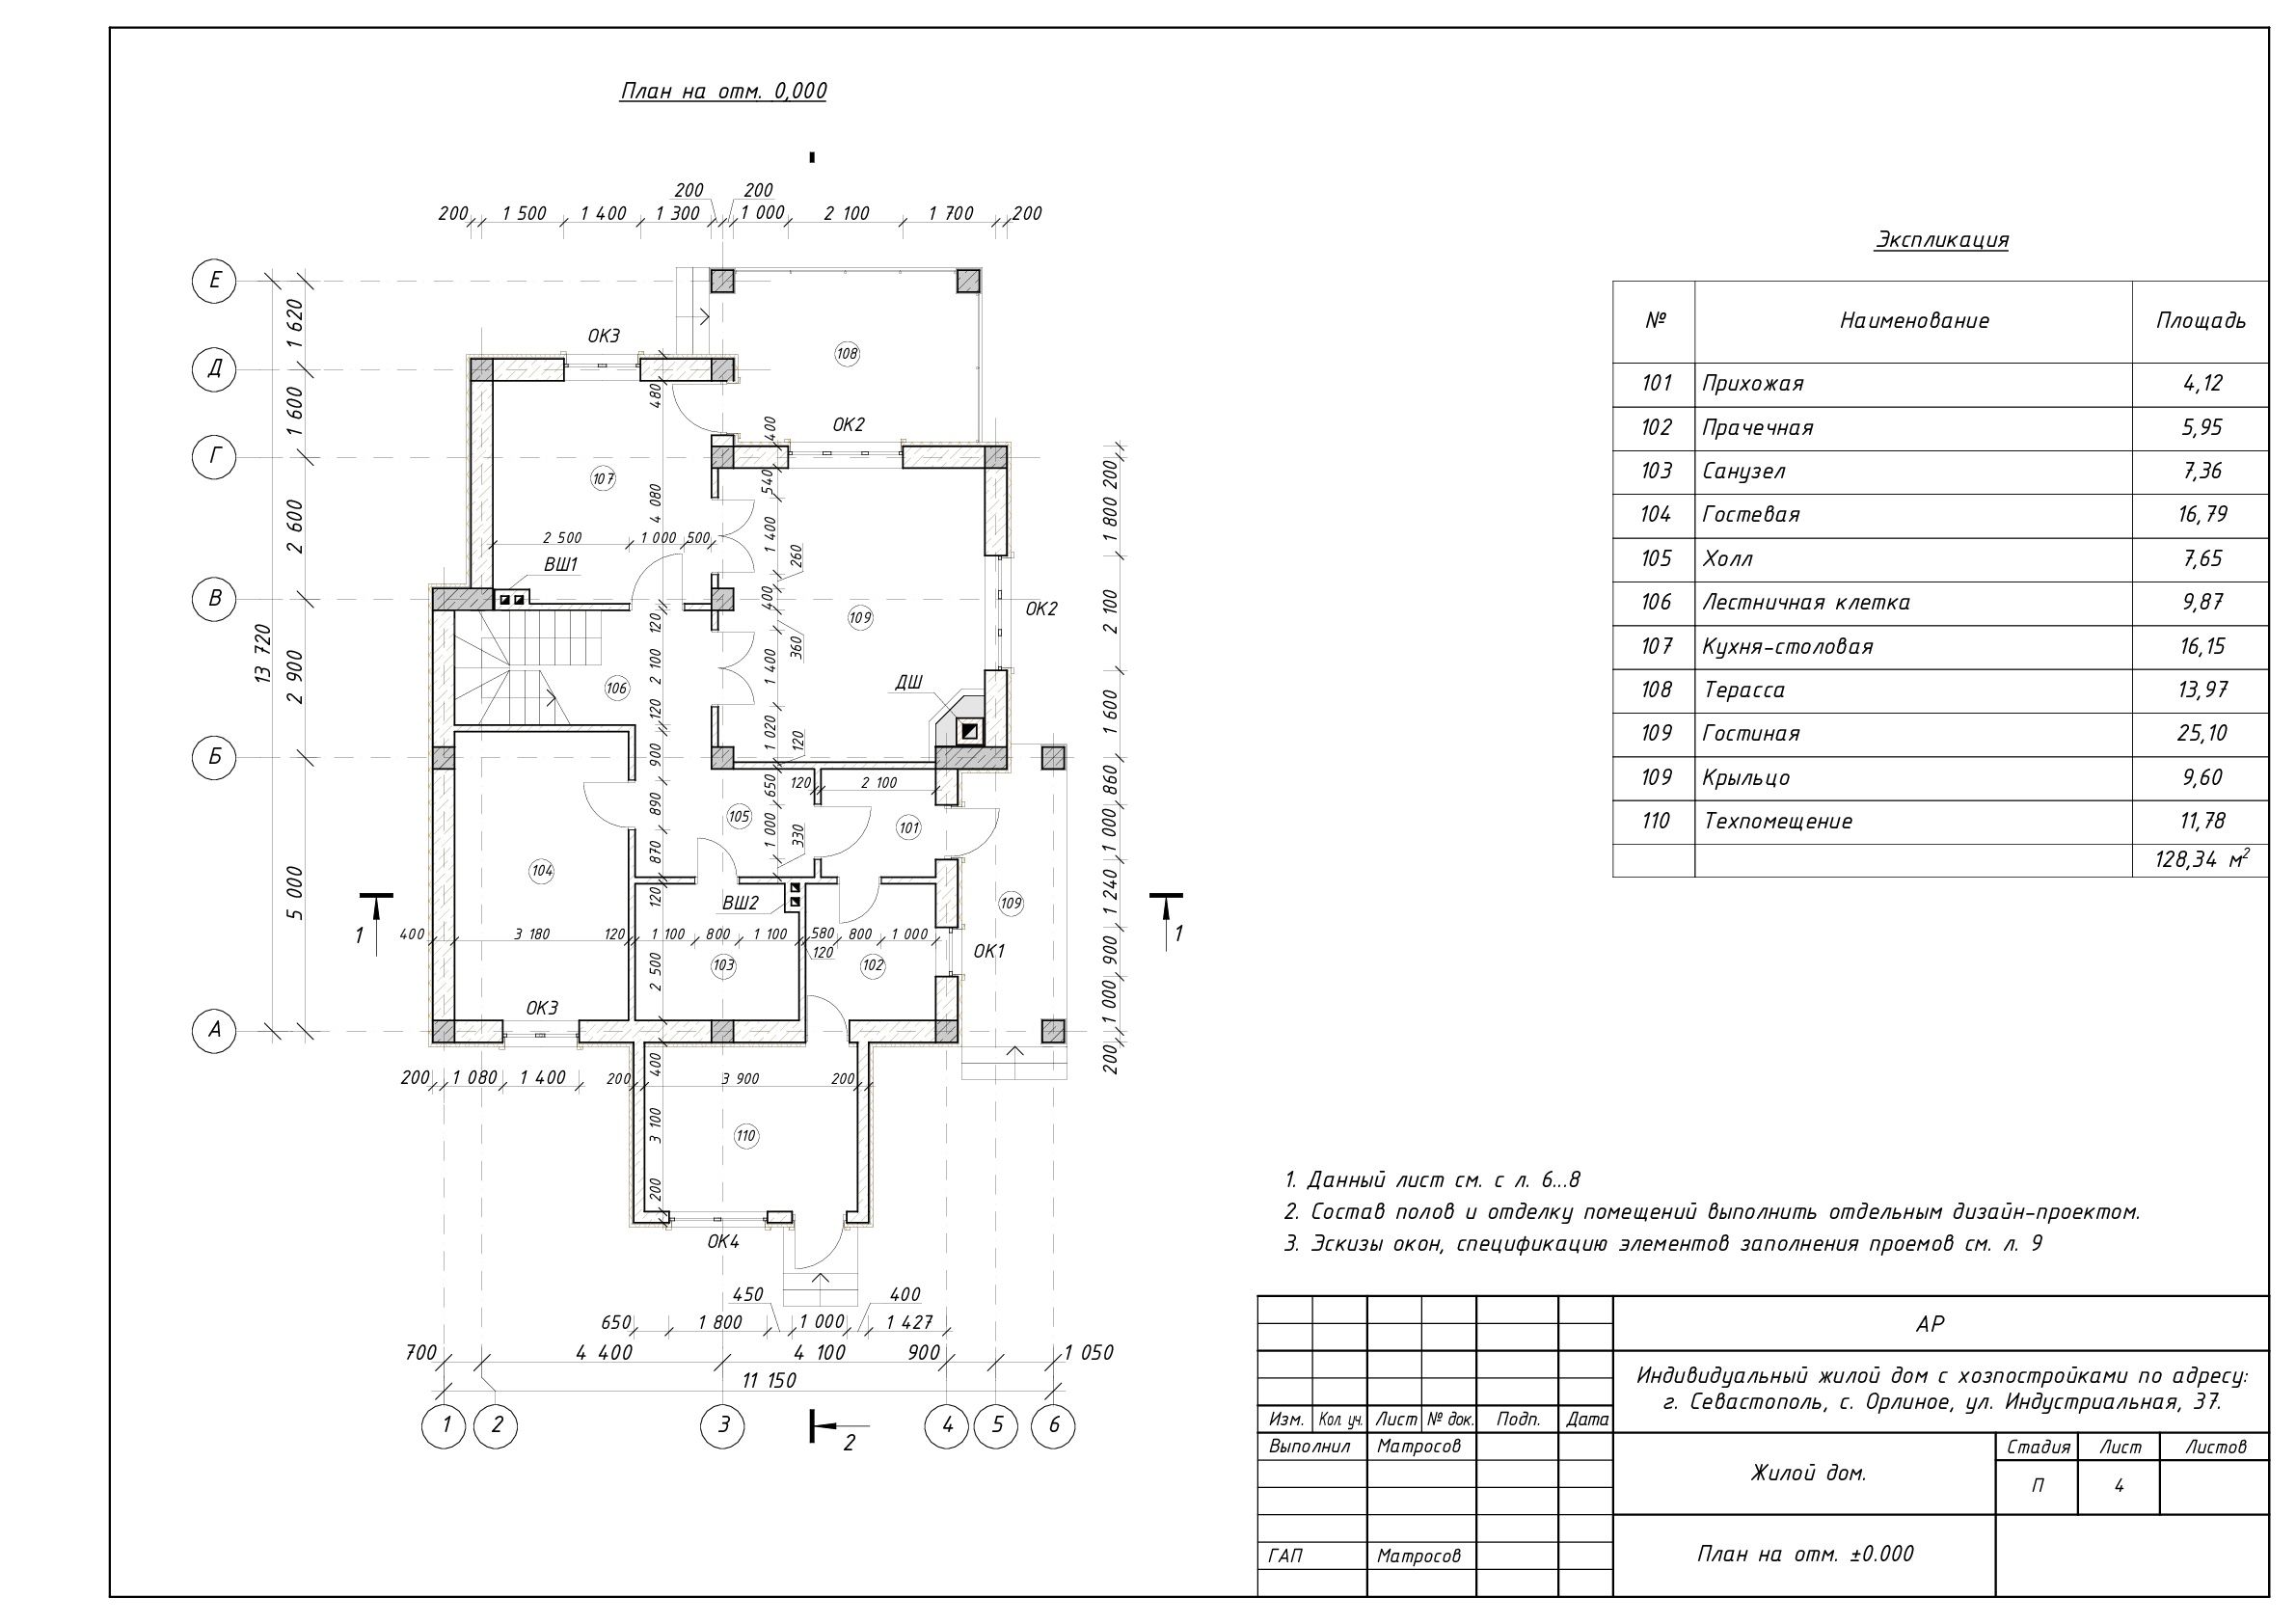 План на отм. 0,000
200 200
200 1 500 1 400 1 300 1 000 2 100 1 700 200
Экспликация
№ Наименование Площадь
101 Прихожая 4,12
102 Прачечная 5,95
103 Санузел 7,36
104 Гостевая 16,79
105 Холл 7,65
106 Лестничная клетка 9,87
107 Кухня-столовая 16,15
108 Терасса 13,97
109 Гостиная 25,10
109 Крыльцо 9,60
110 Техпомещение 11,78
128,34 м²
Е
Д
Г
В
Б
А
1 620
1 600
2 600
2 900
5 000
13 720
ОК3
108
480
400
ОК2
107
4 080
540
1 400
260
2 500 1 000 500
ВШ1
400
109
ОК2
120
360
2 100
1 400
106
ДШ
120
1 020
120
900
650
120 2 100
890
105
1 000
330
101
870
104
120
ВШ2
109
1 1
400 3 180 120 1 100 800 1 100 580 800 1 000
120
2 500
103
102
ОК1
ОК3
200
1 800
2 100
1 600
860
1 000
1 240
900
1 000
200
200 1 080 1 400 200 400 3 900 200
3 100
110
200
ОК4
450 400
650 1 800 1 000 1 427
700 4 400 4 100 900 1 050
11 150
1 2 3 4 5 6
2
1. Данный лист см. с л. 6...8
2. Состав полов и отделку помещений выполнить отдельным дизайн-проектом.
3. Эскизы окон, спецификацию элементов заполнения проемов см. л. 9
АР
Индивидуальный жилой дом с хозпостройками по адресу:
г. Севастополь, с. Орлиное, ул. Индустриальная, 37.
Изм. Кол. уч. Лист № док. Подп. Дата
Выполнил Матросов
Жилой дом.
Стадия Лист Листов
П 4
ГАП Матросов
План на отм. ±0.000